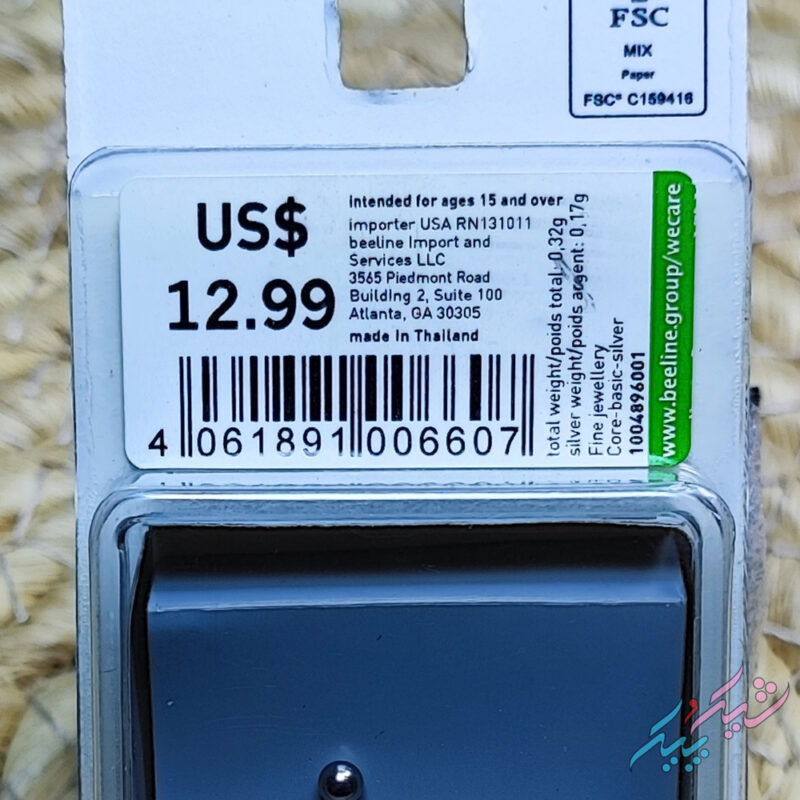 FSC
MIX
Paper
FSC® C159416
US$
12.99
Intended for ages 15 and over
importer USA RN131011
beeline Import and
Services LLC
3565 Piedmont Road
Building 2, Suite 100
Atlanta, GA 30305
made in Thailand
4 061891 006607
total weight/poids total: 0,32g
silver weight/poids argent: 0,17g
Fine jewellery
Core-basic-silver
1004896001
www.beeline.group/wecare
شیک و پیک